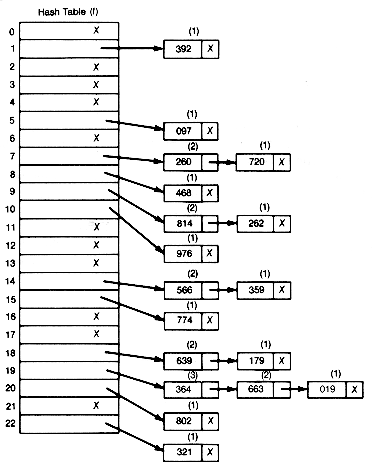 Hash Table (f)
0 X
(1)
1 392 X
2 X
3 X
4 X
(1)
5 097 X
6 X
(2) (1)
7 260 720 X
(1)
8 468 X
(2) (1)
9 814 262 X
(1)
10 976 X
11 X
12 X
13 X
(2) (1)
14 566 359 X
(1)
15 774 X
16 X
17 X
(2) (1)
18 639 179 X
(3) (2) (1)
19 364 663 019 X
(1)
20 802 X
21 X
(1)
22 321 X